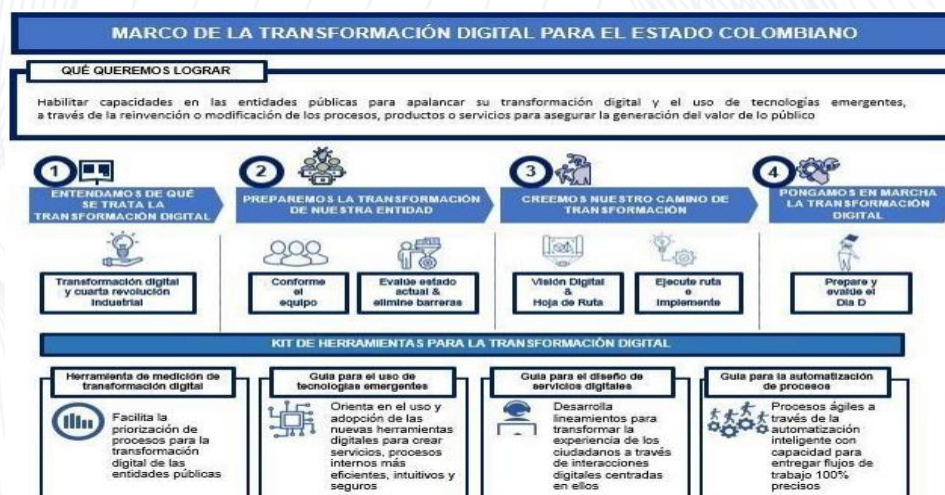 MARCO DE LA TRANSFORMACIÓN DIGITAL PARA EL ESTADO COLOMBIANO
QUÉ QUEREMOS LOGRAR
Habilitar capacidades en las entidades públicas para apalancar su transformación digital y el uso de tecnologías emergentes,
a través de la reinvención o modificación de los procesos, productos o servicios para asegurar la generación del valor de lo público
1
ENTENDAMOS DE QUÉ
SE TRATA LA
TRANSFORMACIÓN DIGITAL
2
PREPAREMOS LA TRANSFORMACIÓN
DE NUESTRA ENTIDAD
3
CREEMOS NUESTRO CAMINO DE
TRANSFORMACIÓN
4
PONGAMOS EN MARCHA
LA TRANSFORMACIÓN
DIGITAL
Transformación digital
y cuarta revolución
Industrial
Conforme
el
equipo
Evalúe estado
actual &
elimine barreras
Visión Digital
&
Hoja de Ruta
Ejecute ruta
e
Implemente
Prepare y
evalúe el
Dia D
KIT DE HERRAMIENTAS PARA LA TRANSFORMACIÓN DIGITAL
Herramienta de medición de
transformación digital
Facilita la
priorización de
procesos para la
transformación
digital de las
entidades públicas
Guia para el uso de
tecnologías emergentes
Orienta en el uso y
adopción de las
nuevas herramientas
digitales para crear
servicios, procesos
internos más
eficientes, intuitivos y
seguros
Guia para el diseño de
servicios digitales
Desarrolla
lineamientos para
transformar la
experiencia de los
ciudadanos a través
de interacciones
digitales centradas
en ellos
Guia para la automatización
de procesos
Procesos ágiles a
través de la
automatización
inteligente con
capacidad para
entregar flujos de
trabajo 100%
precisos